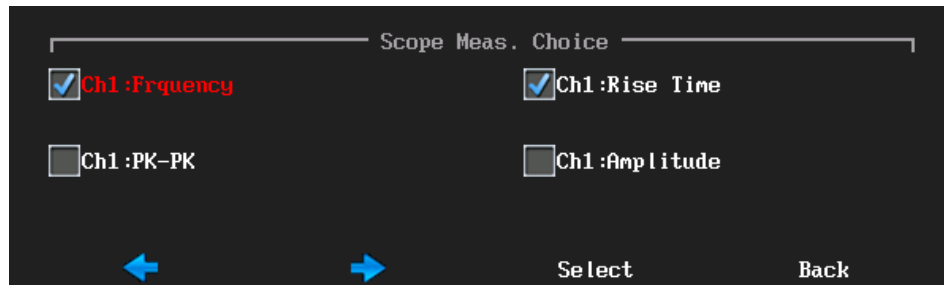 Scope Meas. Choice
Ch1:Frquency Ch1:Rise Time
Ch1:PK-PK Ch1:Amplitude
Select Back